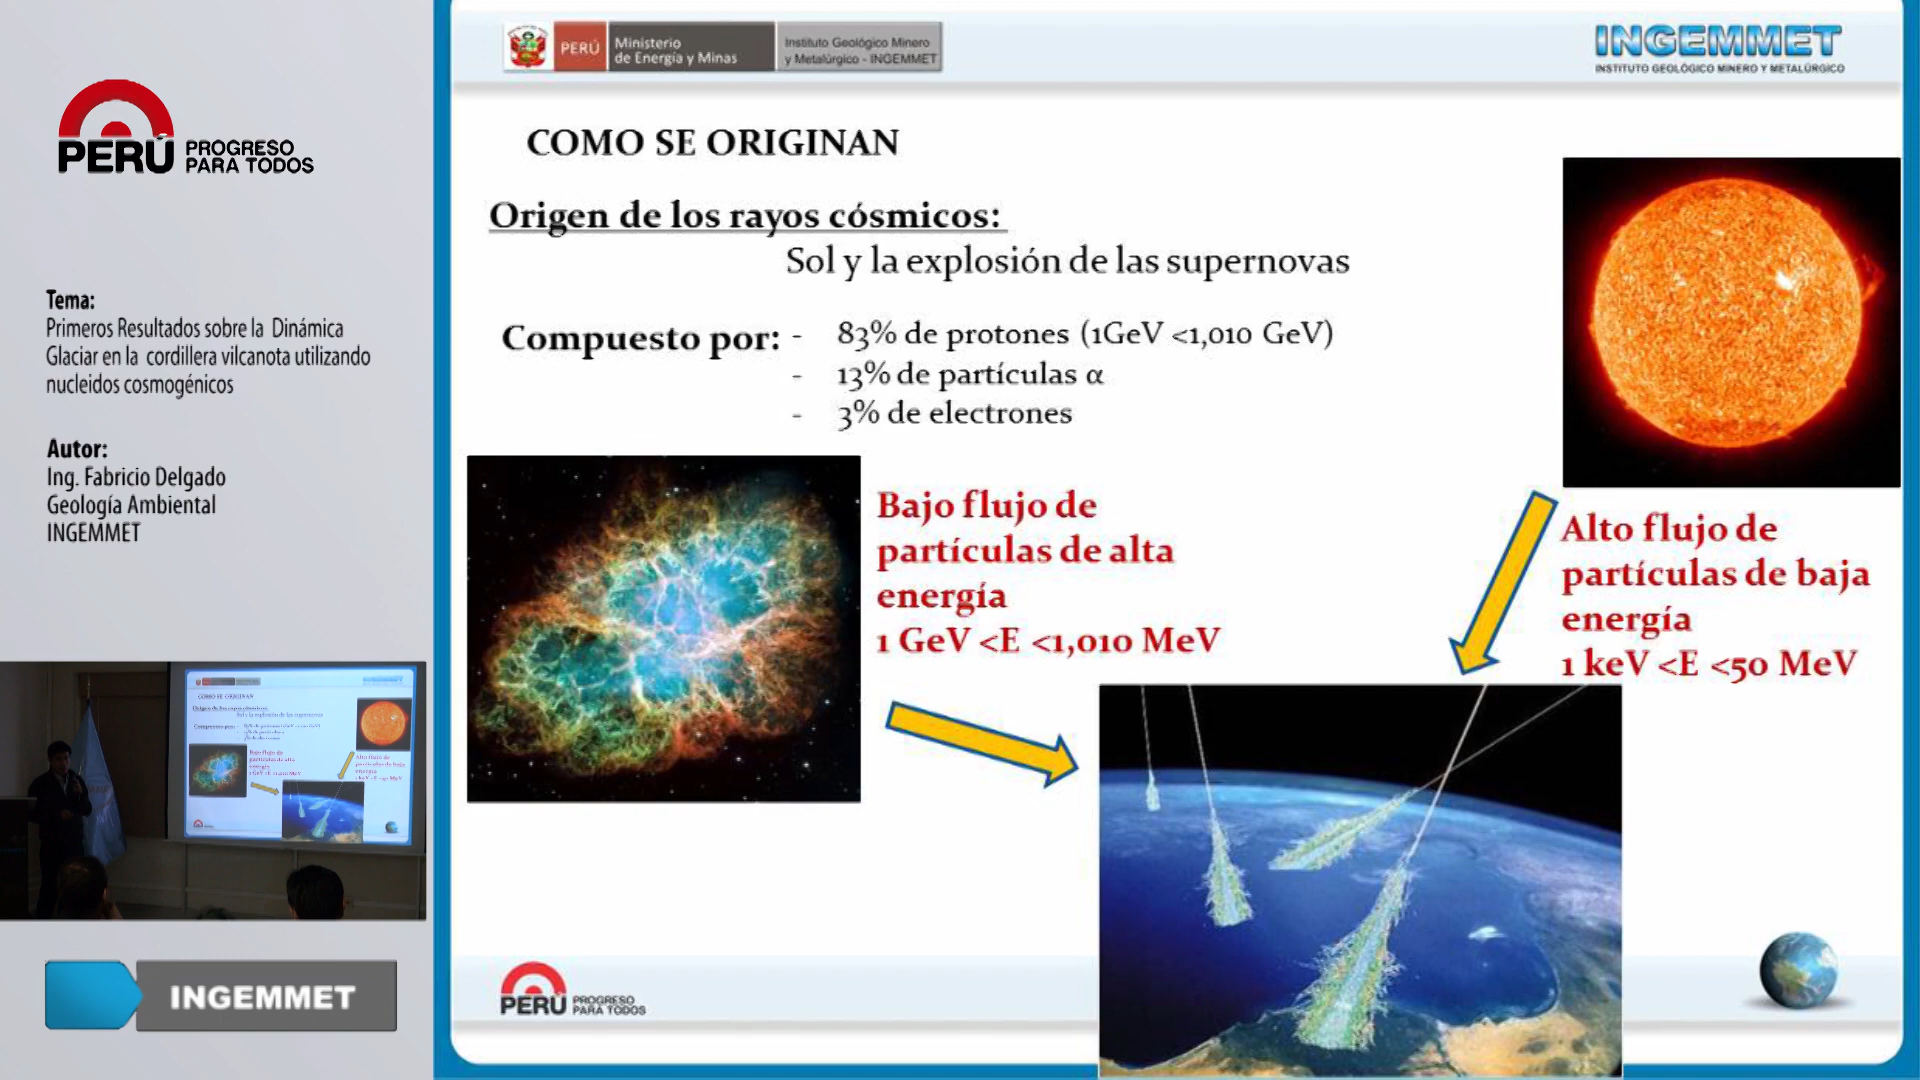 PERÚ
PROGRESO
PARA TODOS
Tema:
Primeros Resultados sobre la Dinámica
Glaciar en la cordillera vilcanota utilizando
nucleidos cosmogénicos
Autor:
Ing. Fabricio Delgado
Geología Ambiental
INGEMMET
INGEMMET
PERÚ
Ministerio
de Energía y Minas
Instituto Geológico Minero
y Metalúrgico - INGEMMET
INGEMMET
INSTITUTO GEOLÓGICO MINERO Y METALÚRGICO
COMO SE ORIGINAN
Origen de los rayos cósmicos:
Sol y la explosión de las supernovas
Compuesto por:
- 83% de protones (1GeV <1,010 GeV)
- 13% de partículas α
- 3% de electrones
Bajo flujo de
partículas de alta
energía
1 GeV <E <1,010 MeV
Alto flujo de
partículas de baja
energía
1 keV <E <50 MeV
PERÚ
PROGRESO
PARA TODOS